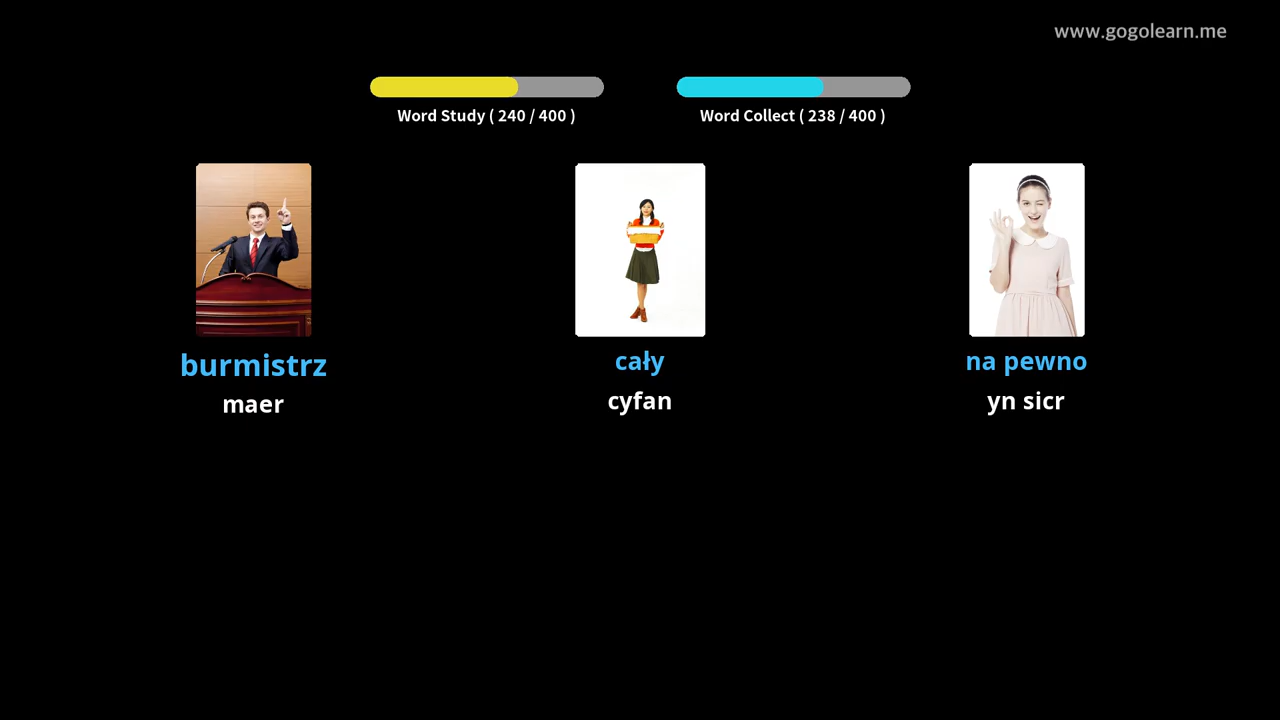 www.gogolearn.me
Word Study ( 240 / 400 )
Word Collect ( 238 / 400 )
burmistrz
maer
cały
cyfan
na pewno
yn sicr